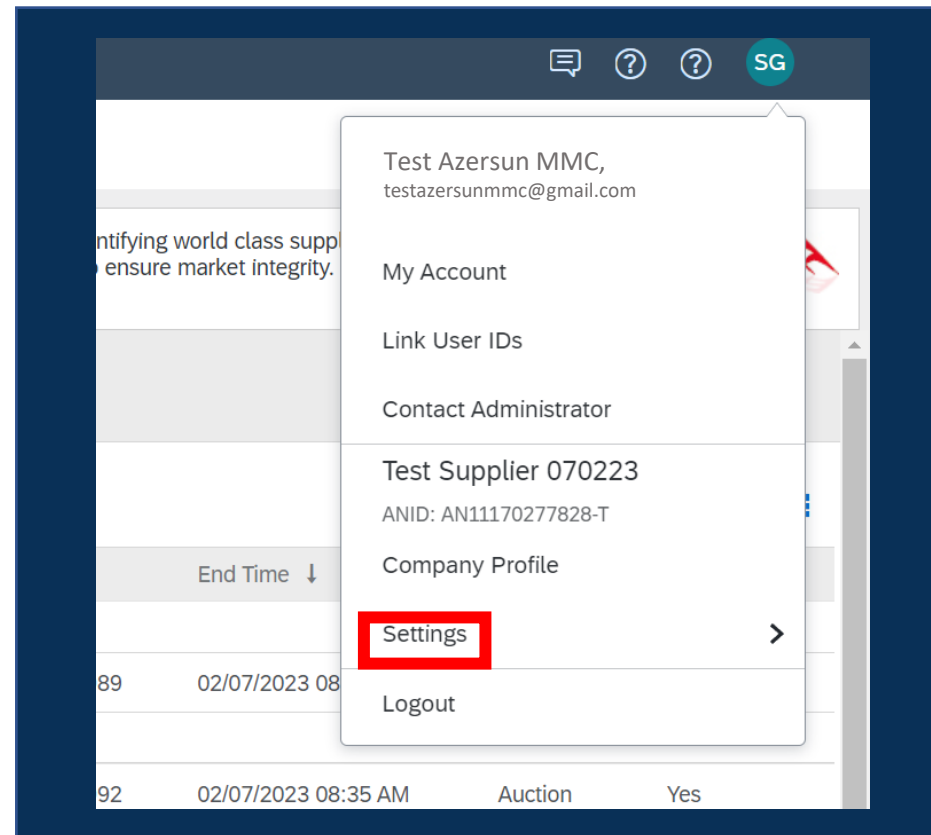 SG
Test Azersun MMC,
testazersunmmc@gmail.com
ntifying world class suppl
ensure market integrity.
My Account
Link User IDs
Contact Administrator
Test Supplier 070223
ANID: AN11170277828-T
Company Profile
End Time ↓
Settings
89 02/07/2023 08
Logout
92 02/07/2023 08:35 AM Auction Yes